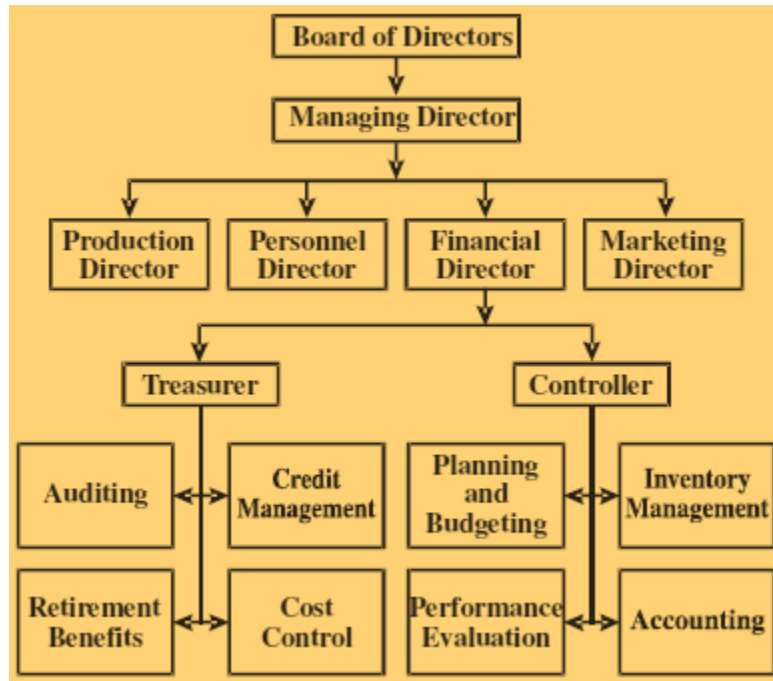 Board of Directors
Managing Director
Production
Director
Personnel
Director
Financial
Director
Marketing
Director
Treasurer
Controller
Auditing
Credit
Management
Planning
and
Budgeting
Inventory
Management
Retirement
Benefits
Cost
Control
Performance
Evaluation
Accounting